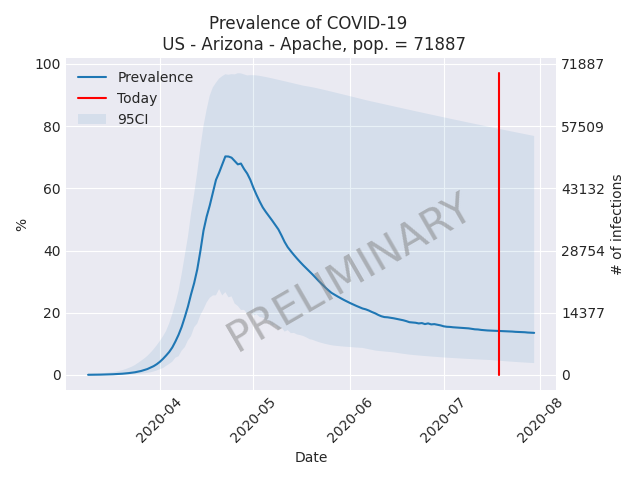 Prevalence of COVID-19
US - Arizona - Apache, pop. = 71887
100
80
60
40
20
0
%
71887
57509
43132
28754
14377
0
# of infections
Prevalence
Today
95CI
PRELIMINARY
2020-04
2020-05
2020-06
2020-07
2020-08
Date